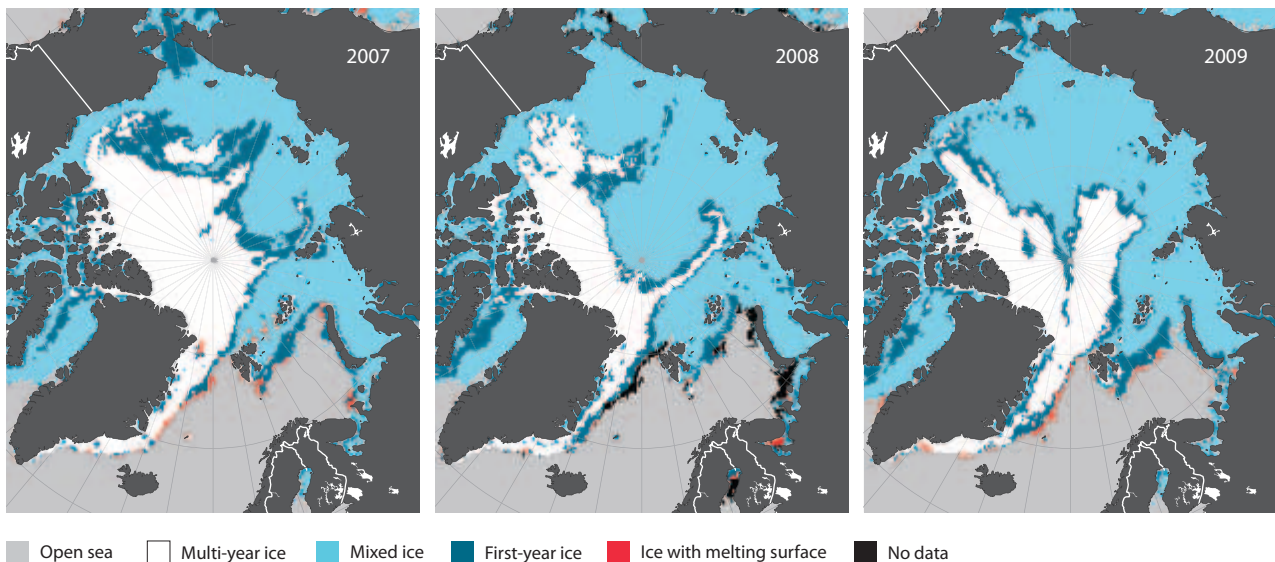 2007
2008
2009
Open sea
Multi-year ice
Mixed ice
First-year ice
Ice with melting surface
No data